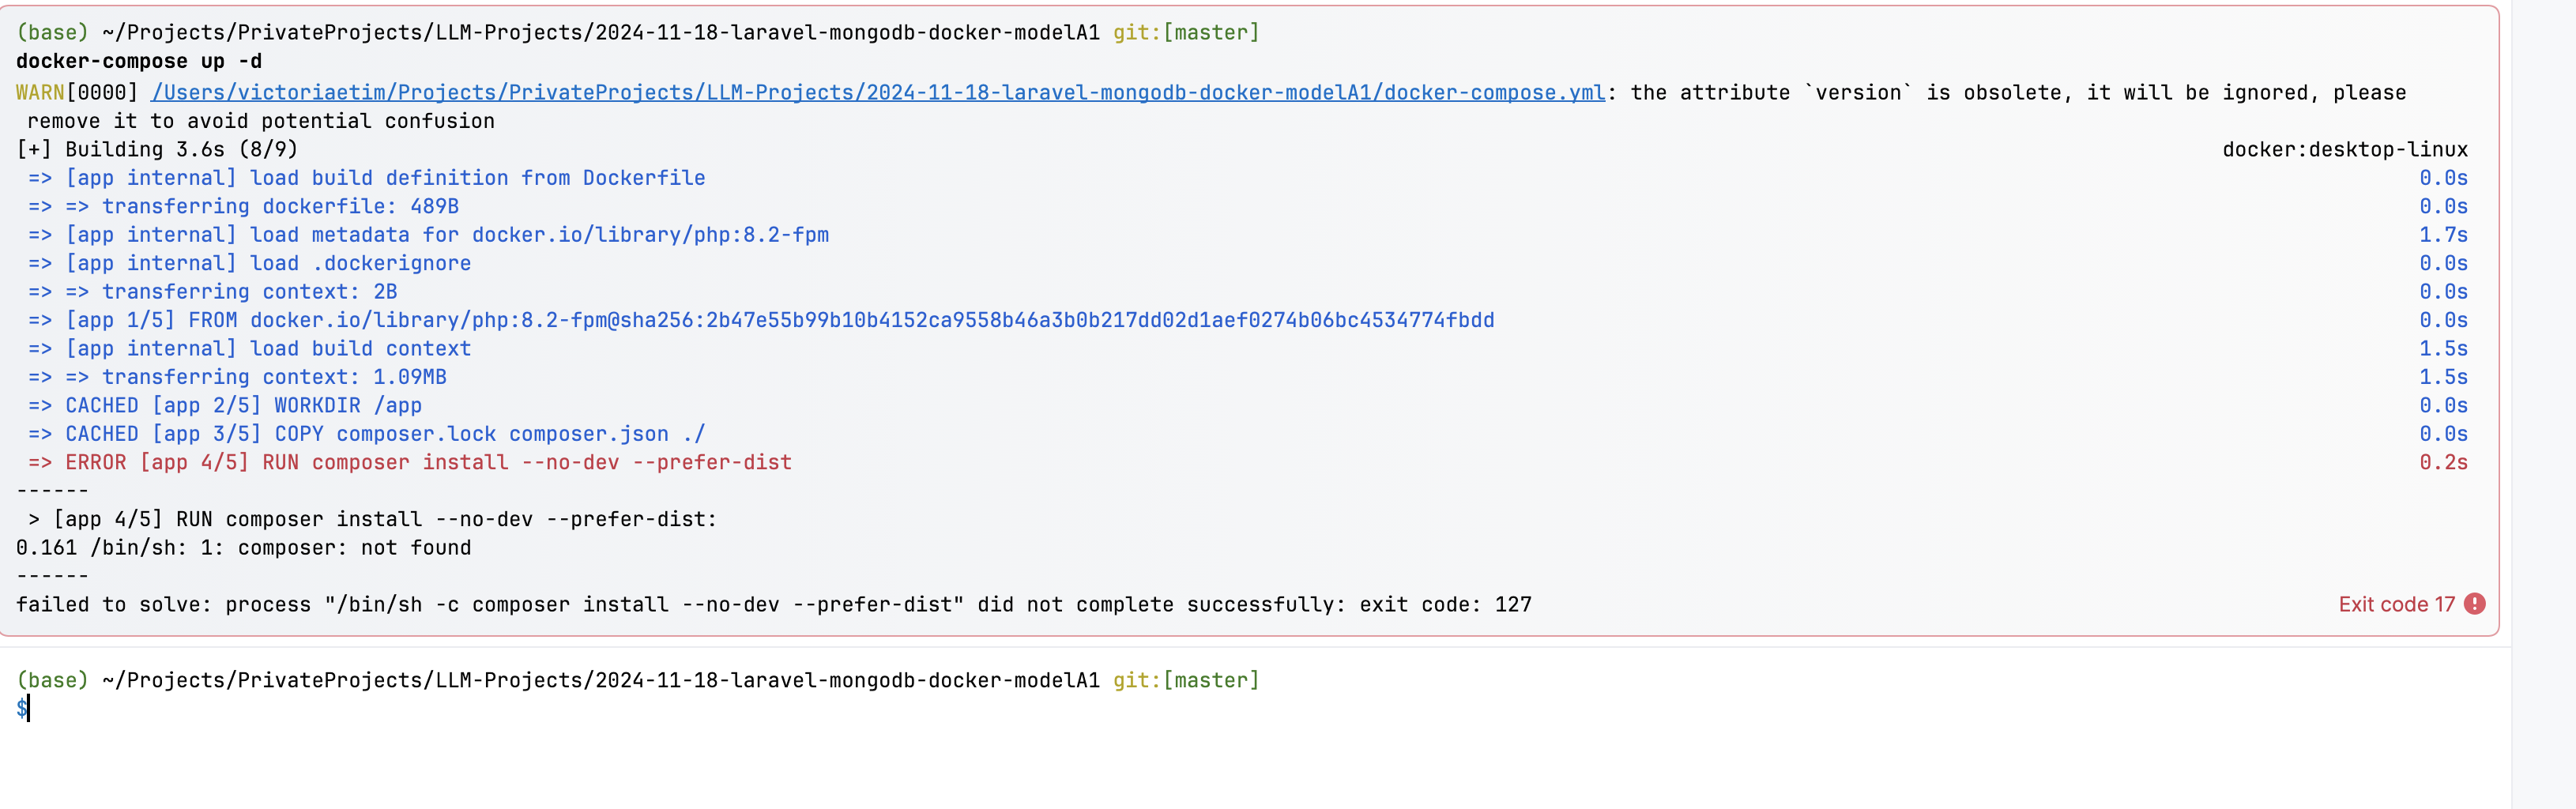 (base) ~/Projects/PrivateProjects/LLM-Projects/2024-11-18-laravel-mongodb-docker-modelA1 git:[master]
docker-compose up -d
WARN[0000] /Users/victoriaetim/Projects/PrivateProjects/LLM-Projects/2024-11-18-laravel-mongodb-docker-modelA1/docker-compose.yml: the attribute `version` is obsolete, it will be ignored, please
remove it to avoid potential confusion
[+] Building 3.6s (8/9) docker:desktop-linux
=> [app internal] load build definition from Dockerfile 0.0s
=> => transferring dockerfile: 489B 0.0s
=> [app internal] load metadata for docker.io/library/php:8.2-fpm 1.7s
=> [app internal] load .dockerignore 0.0s
=> => transferring context: 2B 0.0s
=> [app 1/5] FROM docker.io/library/php:8.2-fpm@sha256:2b47e55b99b10b4152ca9558b46a3b0b217dd02d1aef0274b06bc4534774fbdd 0.0s
=> [app internal] load build context 1.5s
=> => transferring context: 1.09MB 1.5s
=> CACHED [app 2/5] WORKDIR /app 0.0s
=> CACHED [app 3/5] COPY composer.lock composer.json ./ 0.0s
=> ERROR [app 4/5] RUN composer install --no-dev --prefer-dist 0.2s
------
> [app 4/5] RUN composer install --no-dev --prefer-dist:
0.161 /bin/sh: 1: composer: not found
------
failed to solve: process "/bin/sh -c composer install --no-dev --prefer-dist" did not complete successfully: exit code: 127 Exit code 17
(base) ~/Projects/PrivateProjects/LLM-Projects/2024-11-18-laravel-mongodb-docker-modelA1 git:[master]
$